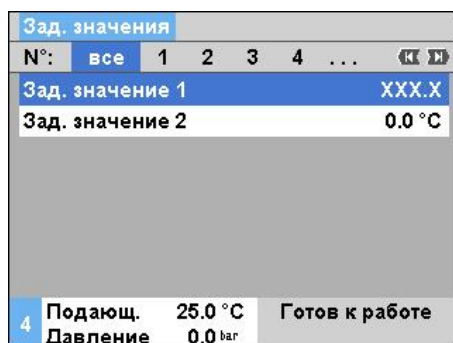 Зад. значения
N°: все 1 2 3 4 ...
Зад. значение 1 XXX.X
Зад. значение 2 0.0 °C
4 Подающ. 25.0 °C Готов к работе
Давление 0.0 bar